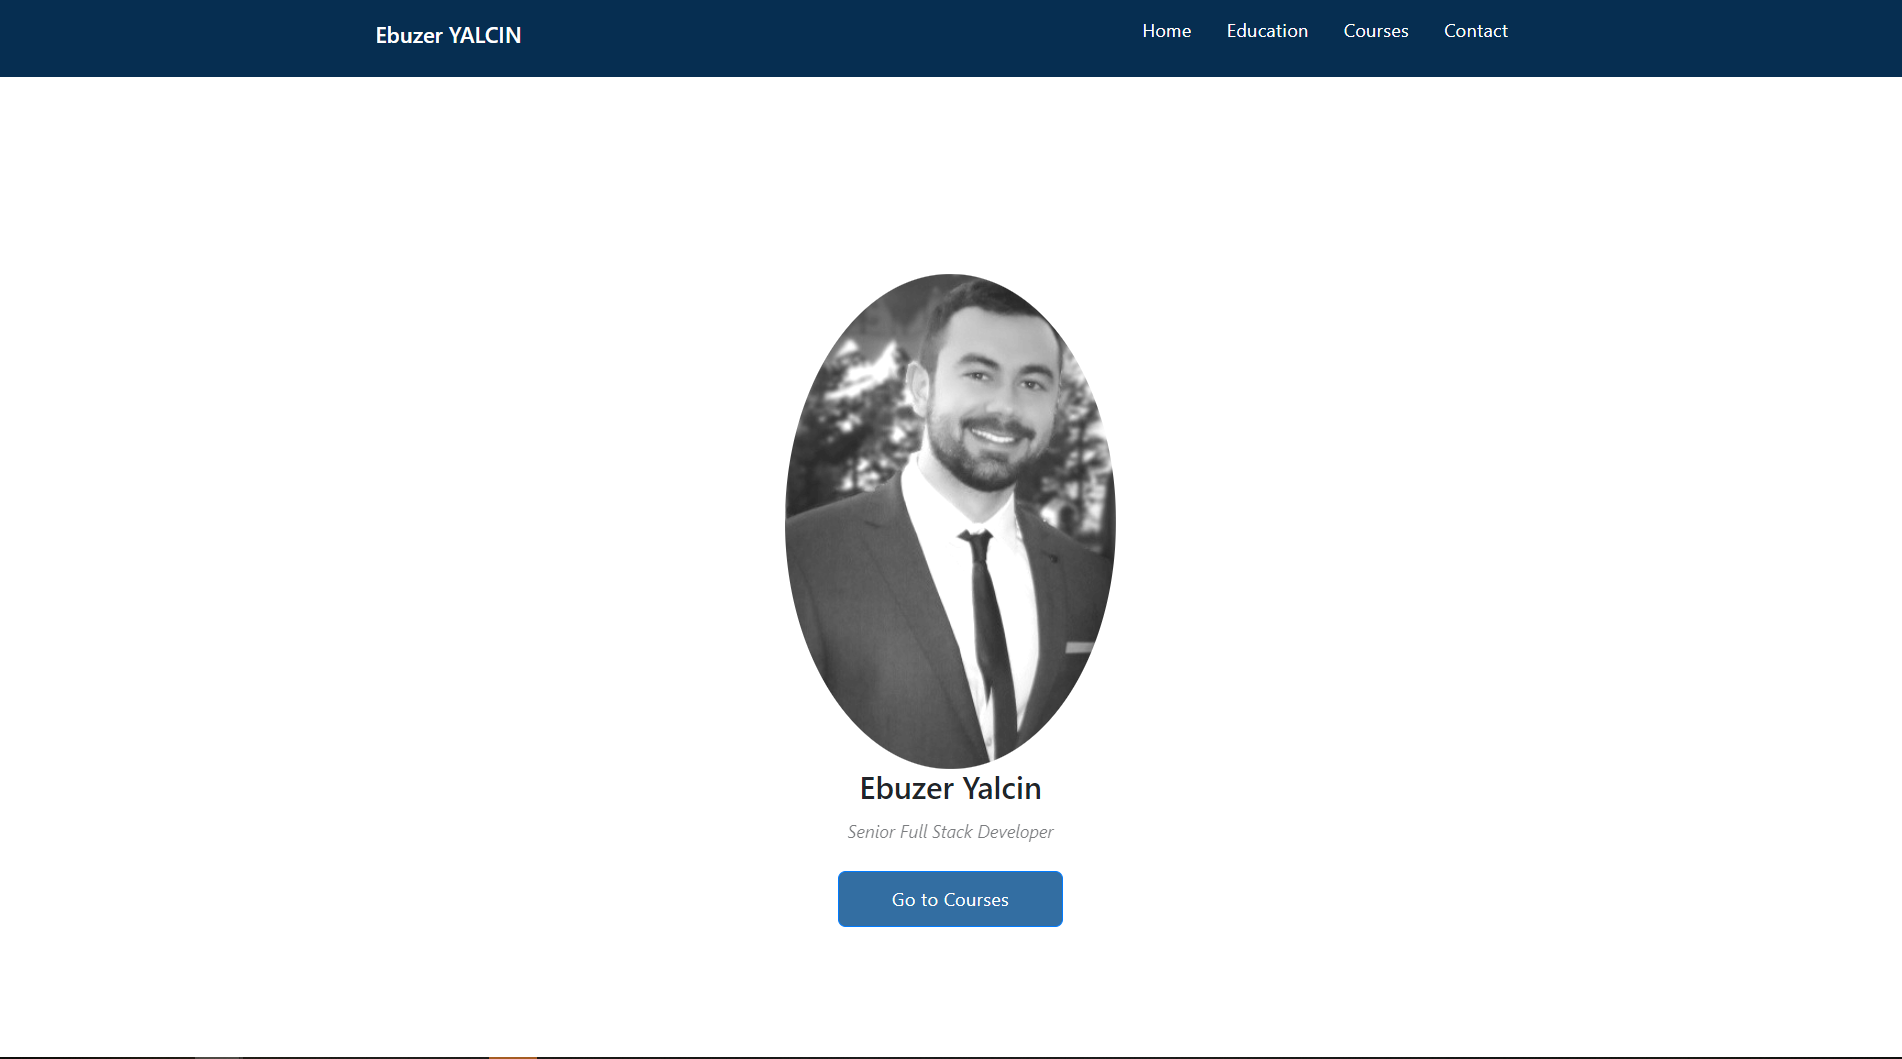 Ebuzer YALCIN
Home Education Courses Contact
Ebuzer Yalcin
Senior Full Stack Developer
Go to Courses